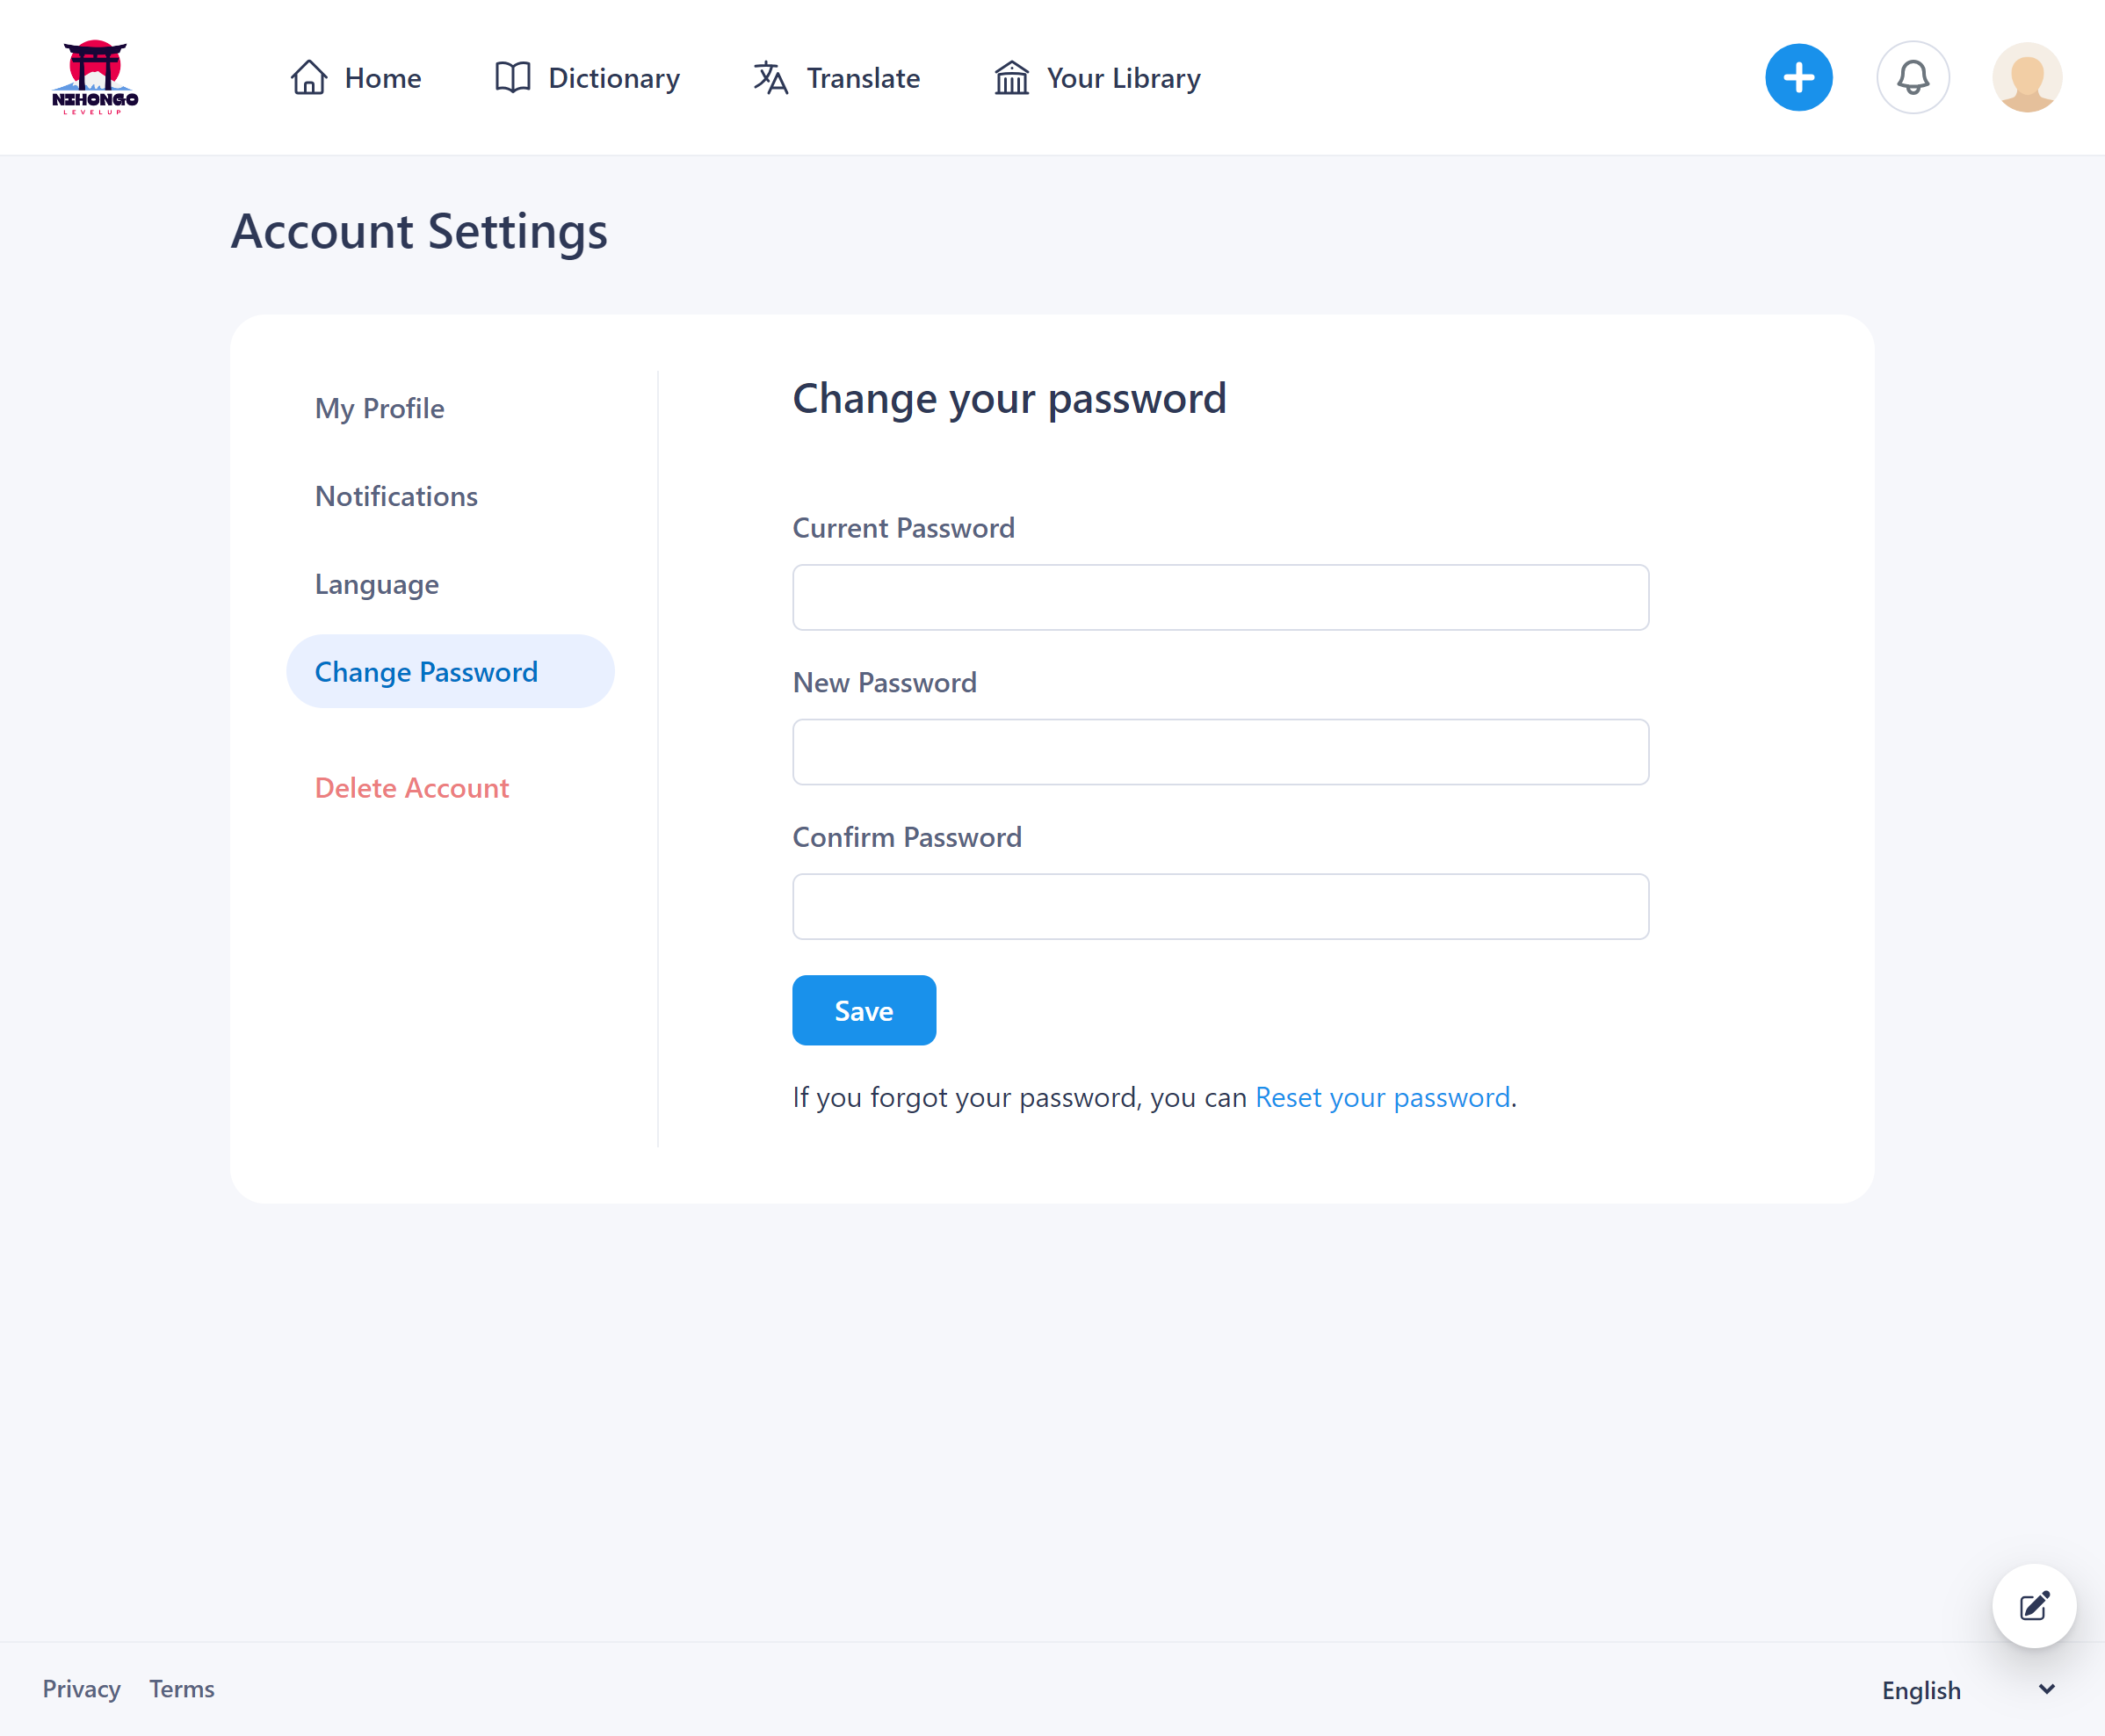 NIHONGO
LEVELUP
Home
Dictionary
Translate
Your Library
Account Settings
My Profile
Notifications
Language
Change Password
Delete Account
Change your password
Current Password
New Password
Confirm Password
Save
If you forgot your password, you can Reset your password.
Privacy
Terms
English